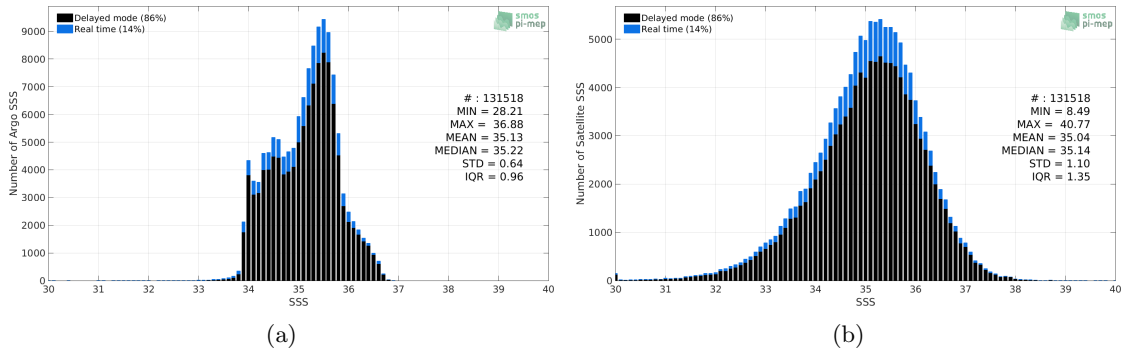 Delayed mode (86%)
Real time (14%)
smos
pi-mep
9000
8000
7000
6000
5000
4000
3000
2000
1000
0
Number of Argo SSS
# : 131518
MIN = 28.21
MAX = 36.88
MEAN = 35.13
MEDIAN = 35.22
STD = 0.64
IQR = 0.96
30 31 32 33 34 35 36 37 38 39 40
SSS
(a)
Delayed mode (86%)
Real time (14%)
smos
pi-mep
5000
4000
3000
2000
1000
0
Number of Satellite SSS
# : 131518
MIN = 8.49
MAX = 40.77
MEAN = 35.04
MEDIAN = 35.14
STD = 1.10
IQR = 1.35
30 31 32 33 34 35 36 37 38 39 40
SSS
(b)